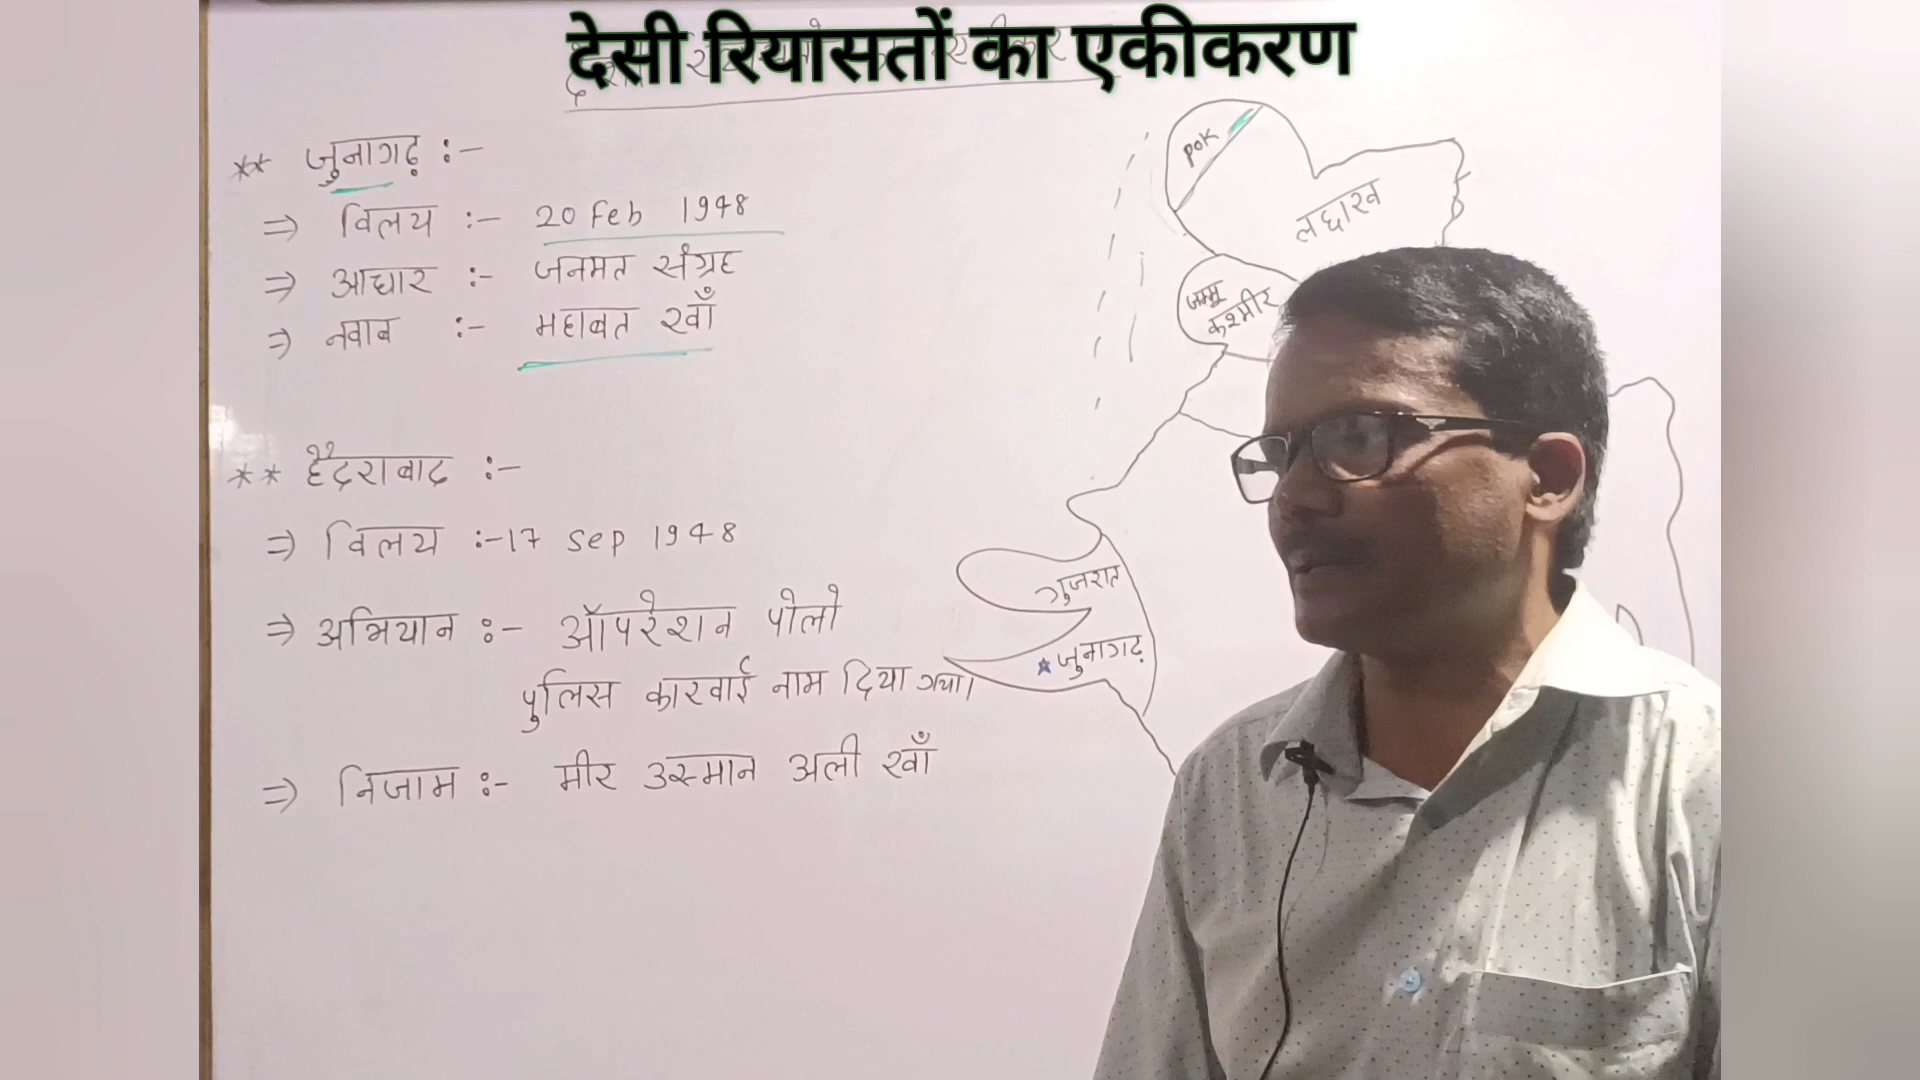 देसी रियासतों का एकीकरण
** जुनागढ़ :-
⇒ विलय :- 20 Feb 1948
⇒ आधार :- जनमत संग्रह
⇒ नवाब :- महाबत खाँ
** हैदराबाद :-
⇒ विलय :- 17 Sep 1948
⇒ अभियान :- ऑपरेशन पोलो
पुलिस कारवाई नाम दिया गया।
⇒ निजाम :- मीर उस्मान अली खाँ
POK
लद्दाख
जम्मू
कश्मीर
गुजरात
जुनागढ़